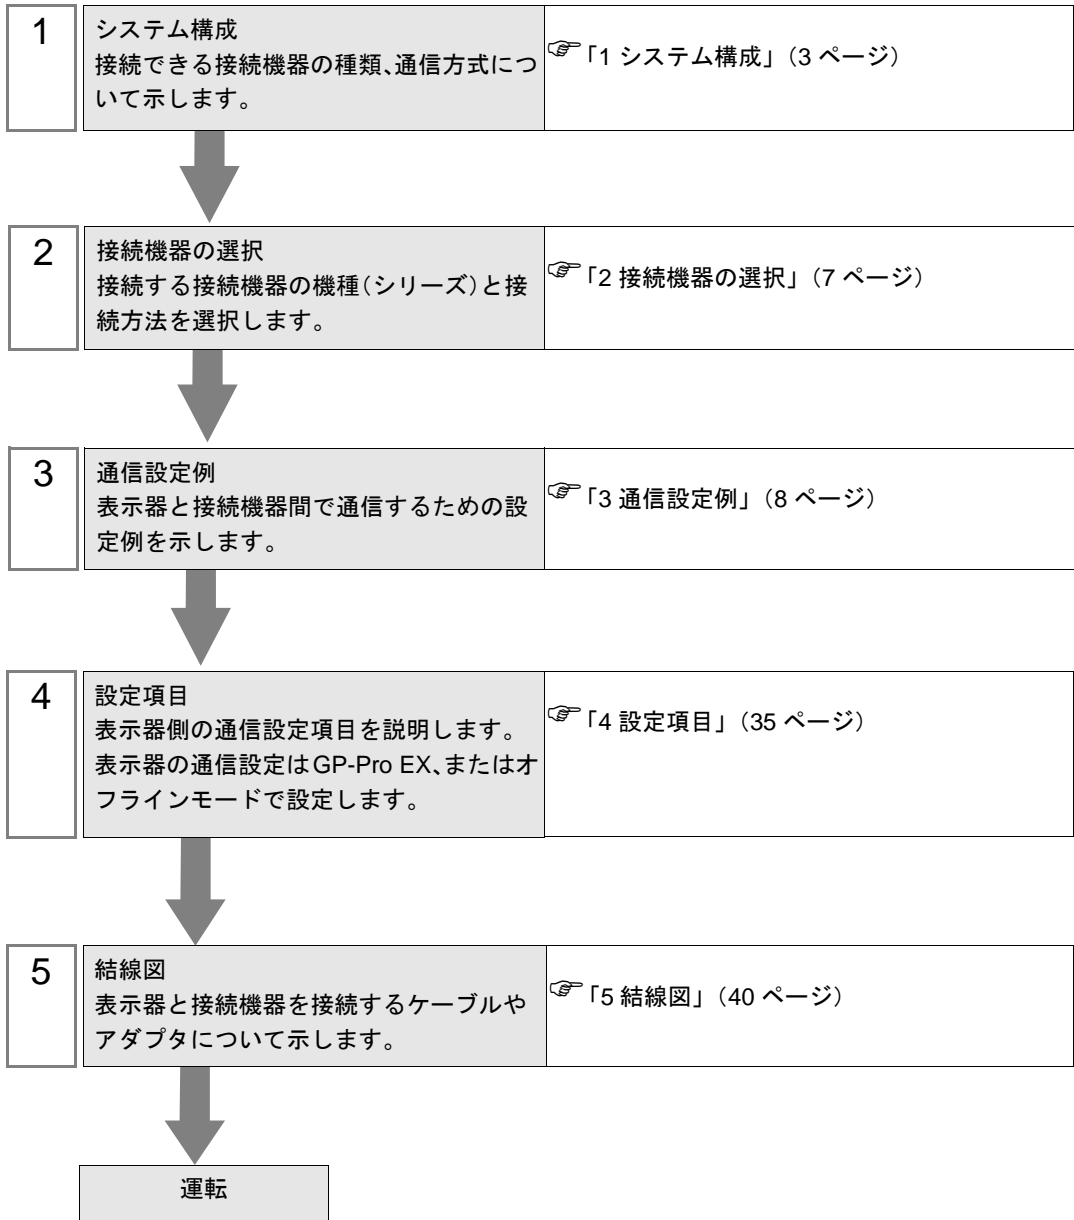 1
システム構成
接続できる接続機器の種類、通信方式につ
いて示します。
☞「1 システム構成」（3 ページ）
2
接続機器の選択
接続する接続機器の機種（シリーズ）と接
続方法を選択します。
☞「2 接続機器の選択」（7 ページ）
3
通信設定例
表示器と接続機器間で通信するための設
定例を示します。
☞「3 通信設定例」（8 ページ）
4
設定項目
表示器側の通信設定項目を説明します。
表示器の通信設定はGP-Pro EX、またはオ
フラインモードで設定します。
☞「4 設定項目」（35 ページ）
5
結線図
表示器と接続機器を接続するケーブルや
アダプタについて示します。
☞「5 結線図」（40 ページ）
運転